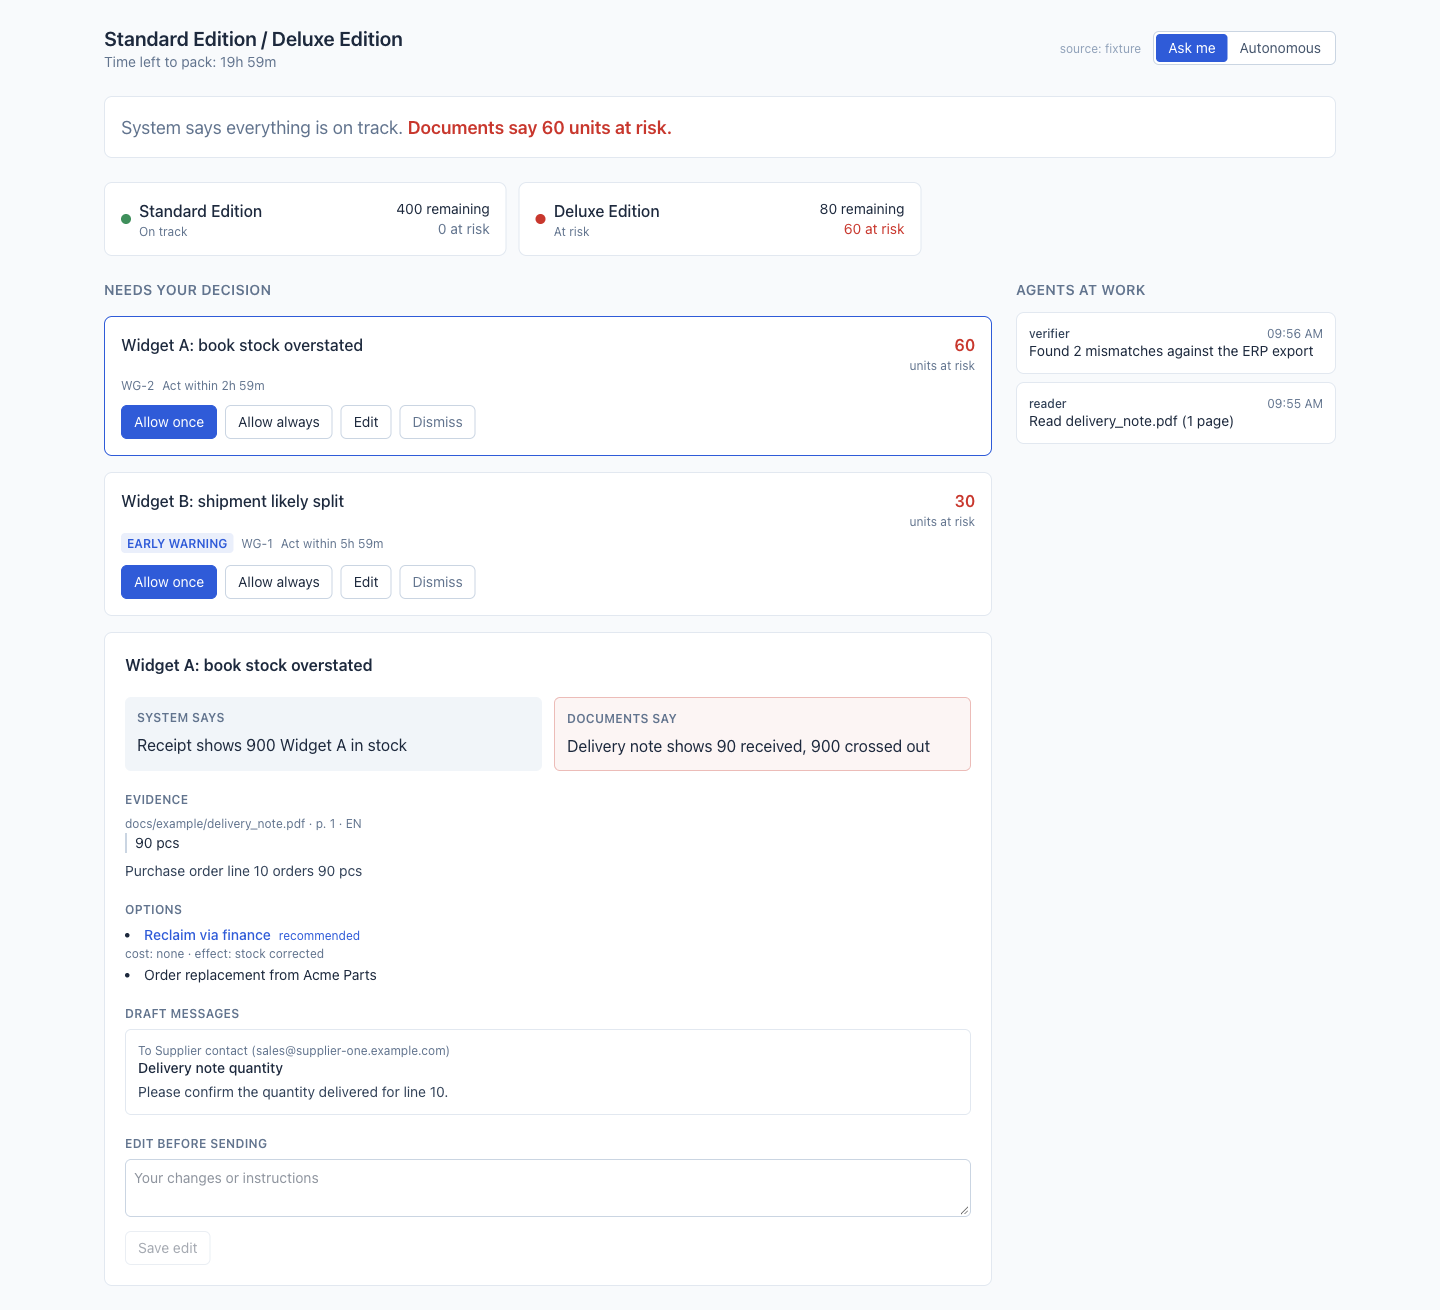 Standard Edition / Deluxe Edition
Time left to pack: 19h 59m
source: fixture
Ask me
Autonomous
System says everything is on track. Documents say 60 units at risk.
Standard Edition
On track
400 remaining
0 at risk
Deluxe Edition
At risk
80 remaining
60 at risk
NEEDS YOUR DECISION
Widget A: book stock overstated
60
units at risk
WG-2 Act within 2h 59m
Allow once
Allow always
Edit
Dismiss
Widget B: shipment likely split
30
units at risk
EARLY WARNING WG-1 Act within 5h 59m
Allow once
Allow always
Edit
Dismiss
Widget A: book stock overstated
SYSTEM SAYS
Receipt shows 900 Widget A in stock
DOCUMENTS SAY
Delivery note shows 90 received, 900 crossed out
EVIDENCE
docs/example/delivery_note.pdf · p. 1 · EN
90 pcs
Purchase order line 10 orders 90 pcs
OPTIONS
• Reclaim via finance recommended
cost: none · effect: stock corrected
• Order replacement from Acme Parts
DRAFT MESSAGES
To Supplier contact (sales@supplier-one.example.com)
Delivery note quantity
Please confirm the quantity delivered for line 10.
EDIT BEFORE SENDING
Your changes or instructions
Save edit
AGENTS AT WORK
verifier 09:56 AM
Found 2 mismatches against the ERP export
reader 09:55 AM
Read delivery_note.pdf (1 page)